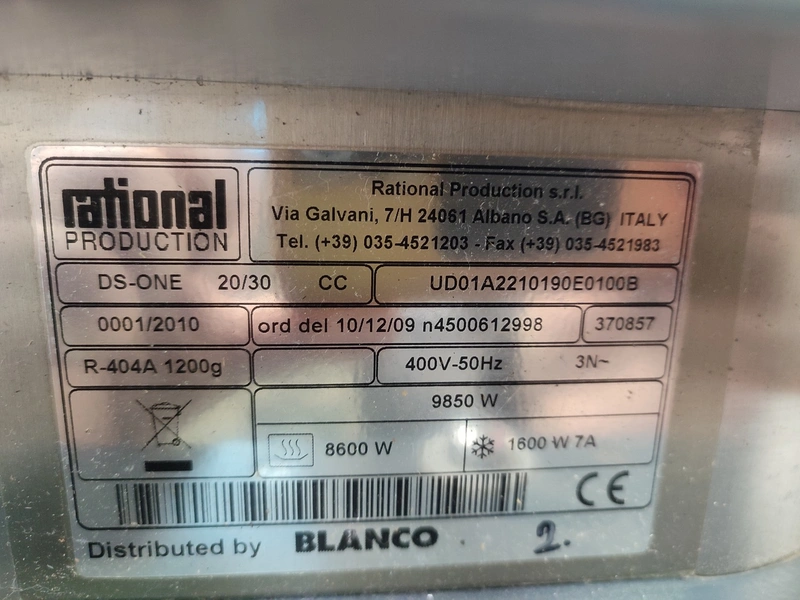 rational
PRODUCTION
Rational Production s.r.l.
Via Galvani, 7/H 24061 Albano S.A. (BG) ITALY
Tel. (+39) 035-4521203 - Fax (+39) 035-4521983
DS-ONE 20/30 CC
UD01A2210190E0100B
0001/2010
ord del 10/12/09 n4500612998
370857
R-404A 1200g
400V-50Hz 3N~
9850 W
8600 W
1600 W 7A
CE
Distributed by BLANCO
2.